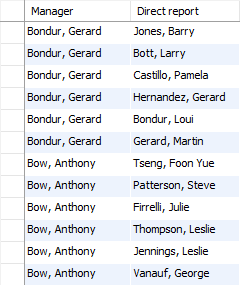 Manager Direct report
Bondur, Gerard Jones, Barry
Bondur, Gerard Bott, Larry
Bondur, Gerard Castillo, Pamela
Bondur, Gerard Hernandez, Gerard
Bondur, Gerard Bondur, Loui
Bondur, Gerard Gerard, Martin
Bow, Anthony Tseng, Foon Yue
Bow, Anthony Patterson, Steve
Bow, Anthony Firrelli, Julie
Bow, Anthony Thompson, Leslie
Bow, Anthony Jennings, Leslie
Bow, Anthony Vanauf, George